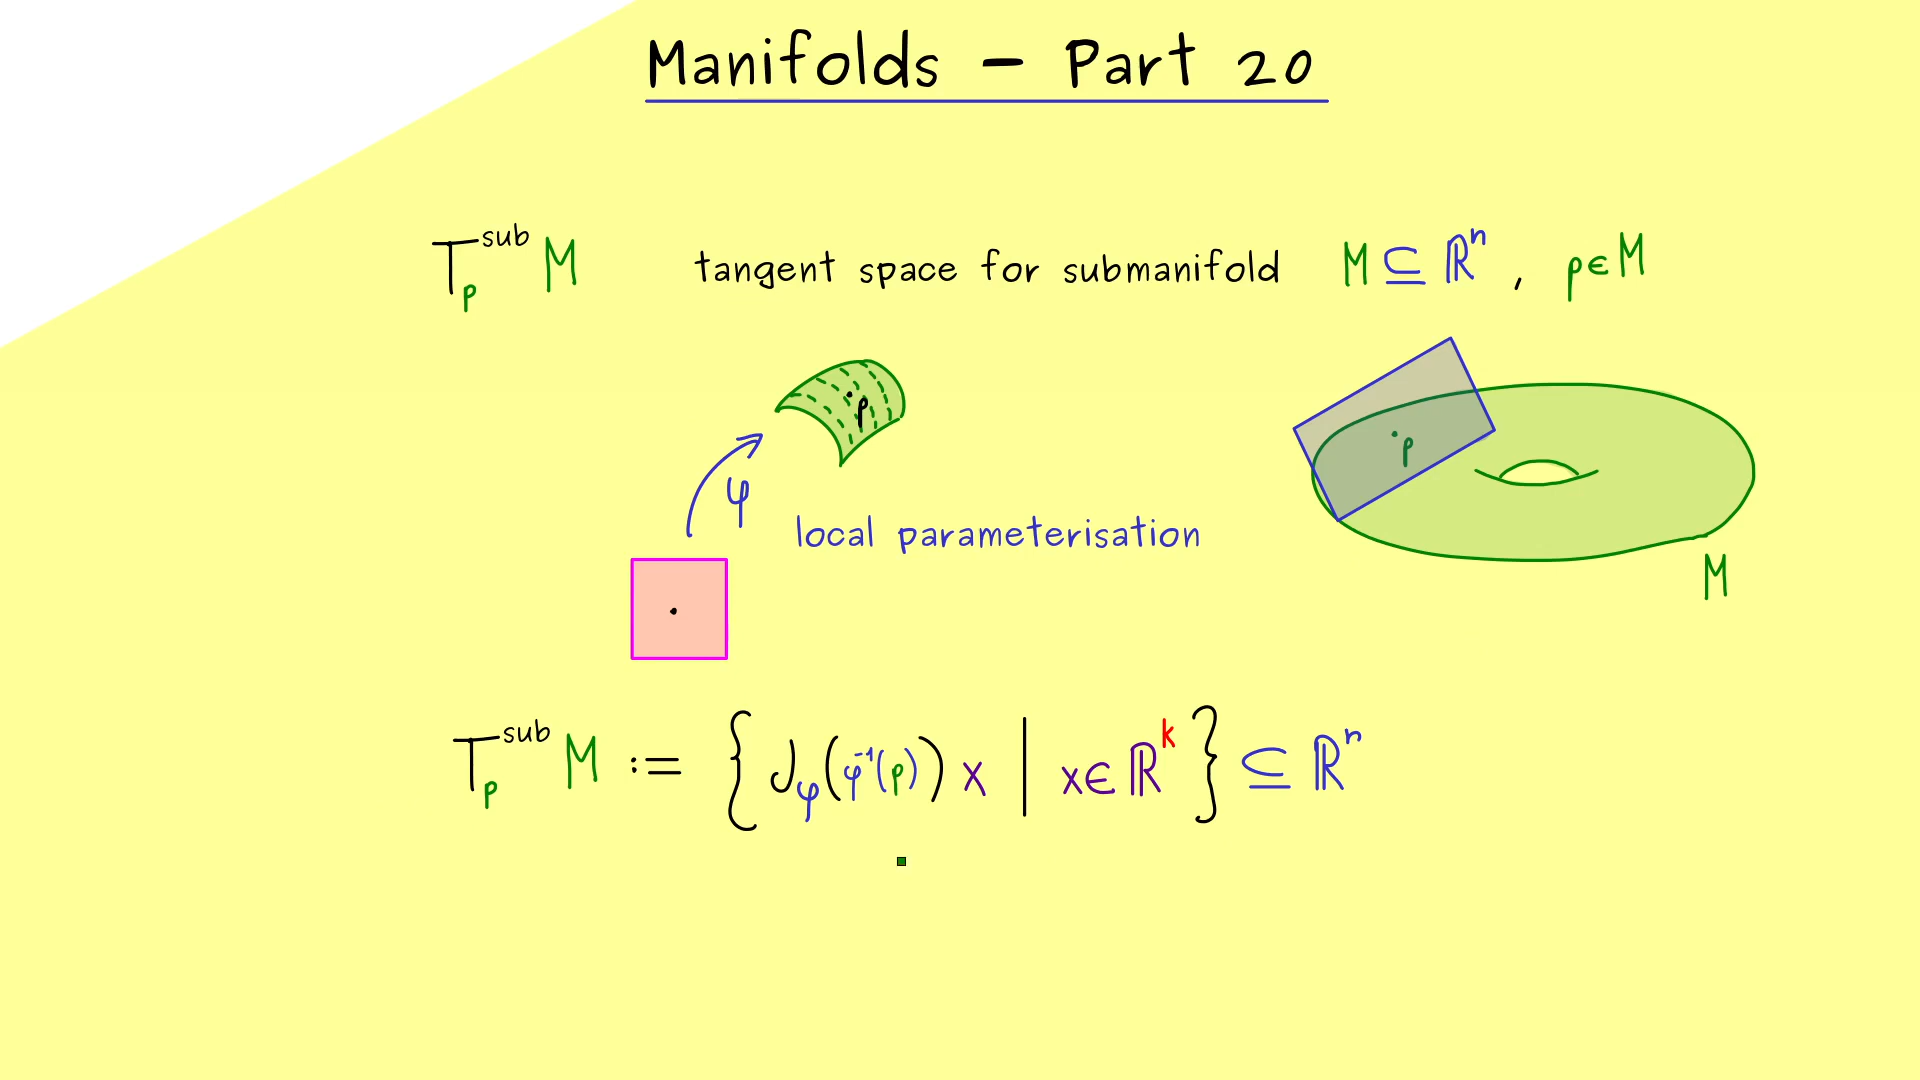 Manifolds – Part 20
T_p^sub M tangent space for submanifold M ⊆ ℝ^n , p∈M
p
p
φ
local parameterisation
M
T_p^sub M := { J_φ(φ^-1(p)) x | x∈ℝ^k } ⊆ ℝ^n